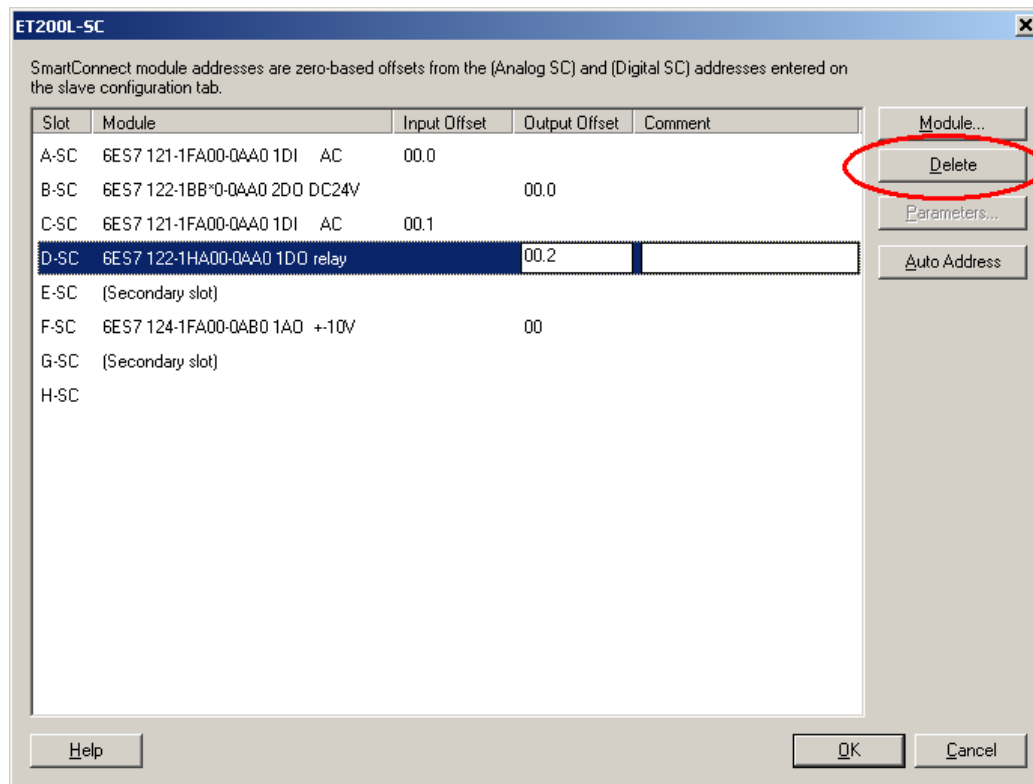 ET200L-SC
SmartConnect module addresses are zero-based offsets from the (Analog SC) and (Digital SC) addresses entered on
the slave configuration tab.
Slot Module Input Offset Output Offset Comment
A-SC 6ES7 121-1FA00-0AA0 1DI AC 00.0
B-SC 6ES7 122-1BB*0-0AA0 2DO DC24V 00.0
C-SC 6ES7 121-1FA00-0AA0 1DI AC 00.1
D-SC 6ES7 122-1HA00-0AA0 1DO relay 00.2
E-SC (Secondary slot)
F-SC 6ES7 124-1FA00-0AB0 1AO +-10V 00
G-SC (Secondary slot)
H-SC
Module...
Delete
Parameters...
Auto Address
Help OK Cancel